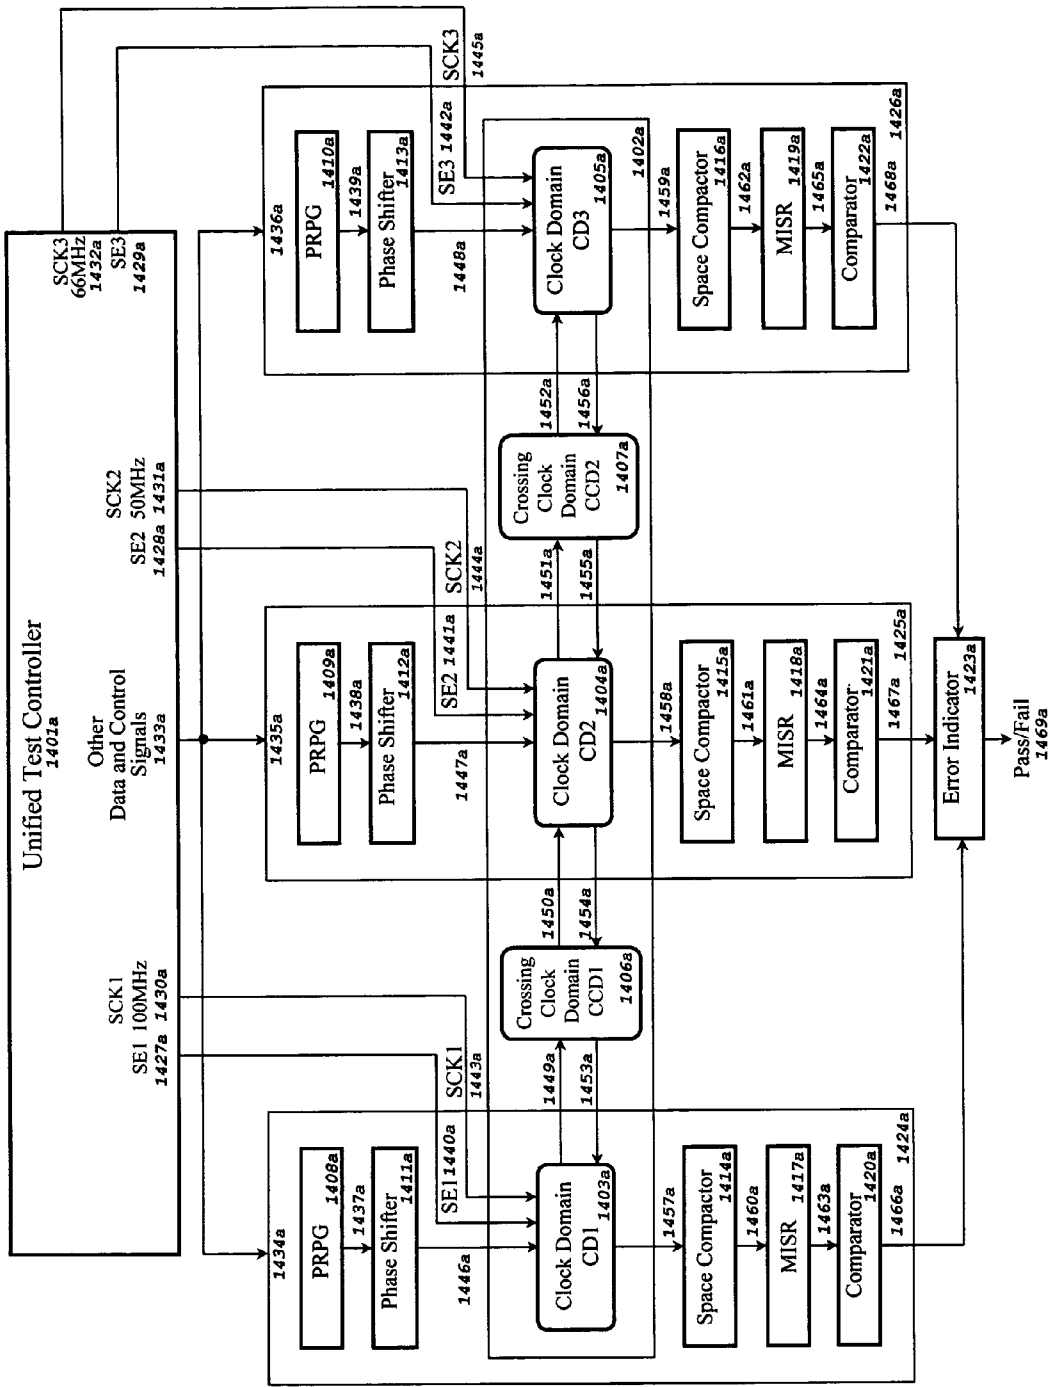 Unified Test Controller
1401a
SE1
1427a
SCK1
100MHz
1430a
Other
Data and Control
Signals
1433a
SE2
1428a
SCK2
50MHz
1431a
SCK3
66MHz
1432a
SE3
1429a
1434a
PRPG
1408a
1437a
Phase Shifter
1411a
1446a
SE1 1440a
SCK1
1443a
Clock Domain
CD1
1403a
1457a
Space Compactor
1414a
1460a
MISR
1417a
1463a
Comparator
1420a
1466a
1424a
1449a
1453a
Crossing
Clock
Domain
CCD1
1406a
1450a
1454a
1435a
PRPG
1409a
1438a
Phase Shifter
1412a
1447a
SE2 1441a
SCK2
1444a
Clock Domain
CD2
1404a
1458a
Space Compactor
1415a
1461a
MISR
1418a
1464a
Comparator
1421a
1467a
1425a
1451a
1455a
Crossing
Clock
Domain
CCD2
1407a
1452a
1456a
1436a
PRPG
1410a
1439a
Phase Shifter
1413a
1448a
SE3 1442a
SCK3
1445a
Clock Domain
CD3
1405a
1402a
1459a
Space Compactor
1416a
1462a
MISR
1419a
1465a
Comparator
1422a
1468a
1426a
Error Indicator
1423a
Pass/Fail
1469a